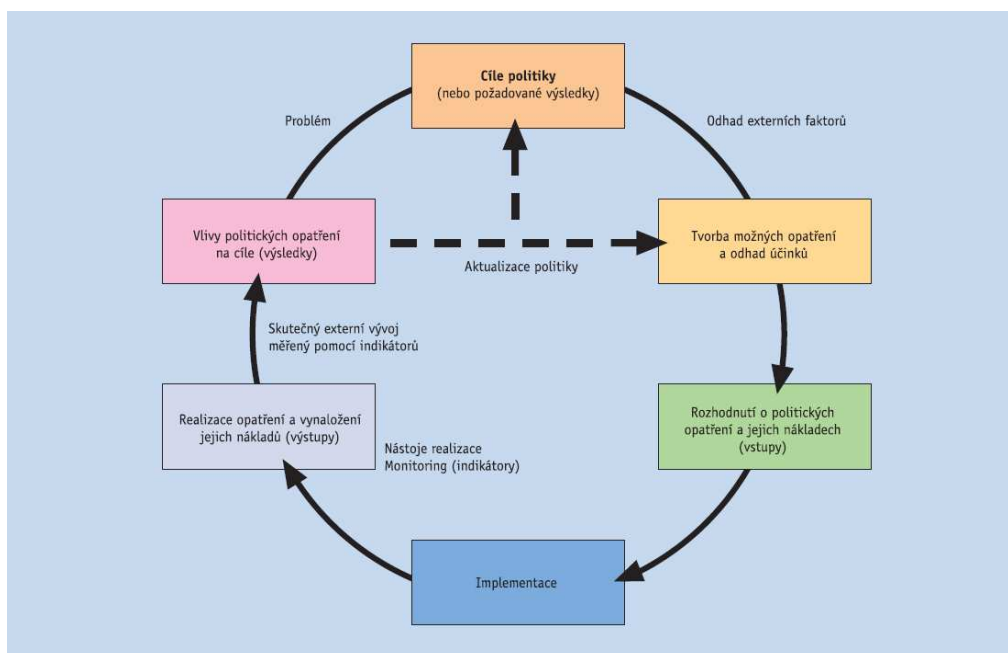 Cíle politiky
(nebo požadované výsledky)
Problém
Odhad externích faktorů
Vlivy politických opatření
na cíle (výsledky)
Tvorba možných opatření
a odhad účinků
Aktualizace politiky
Skutečný externí vývoj
měřený pomocí indikátorů
Realizace opatření a vynaložení
jejich nákladů (výstupy)
Rozhodnutí o politických
opatření a jejich nákladech
(vstupy)
Nástoje realizace
Monitoring (indikátory)
Implementace